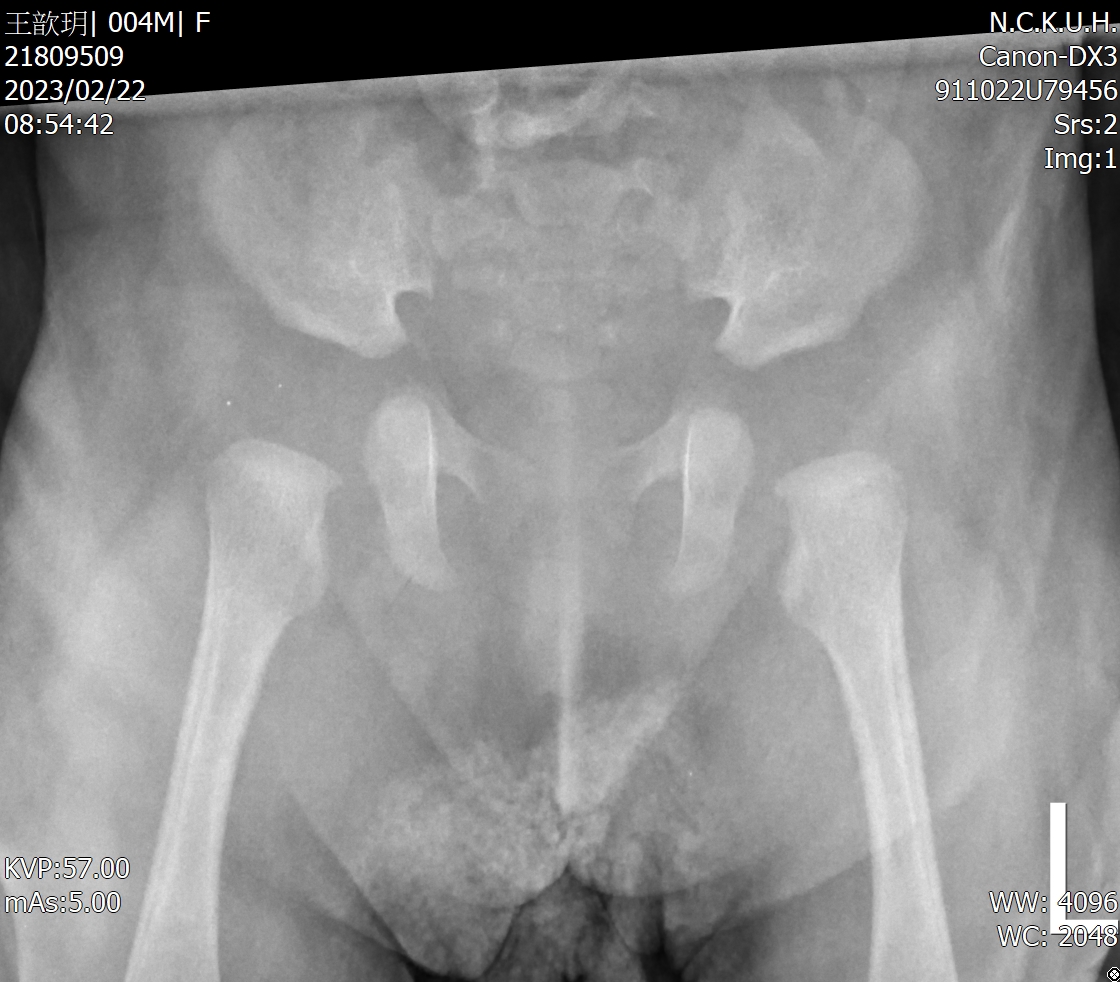 王歆玥| 004M| F
21809509
2023/02/22
08:54:42
N.C.K.U.H.
Canon-DX3
911022U79456
Srs:2
Img:1
KVP:57.00
mAs:5.00
L
WW: 4096
WC: 2048